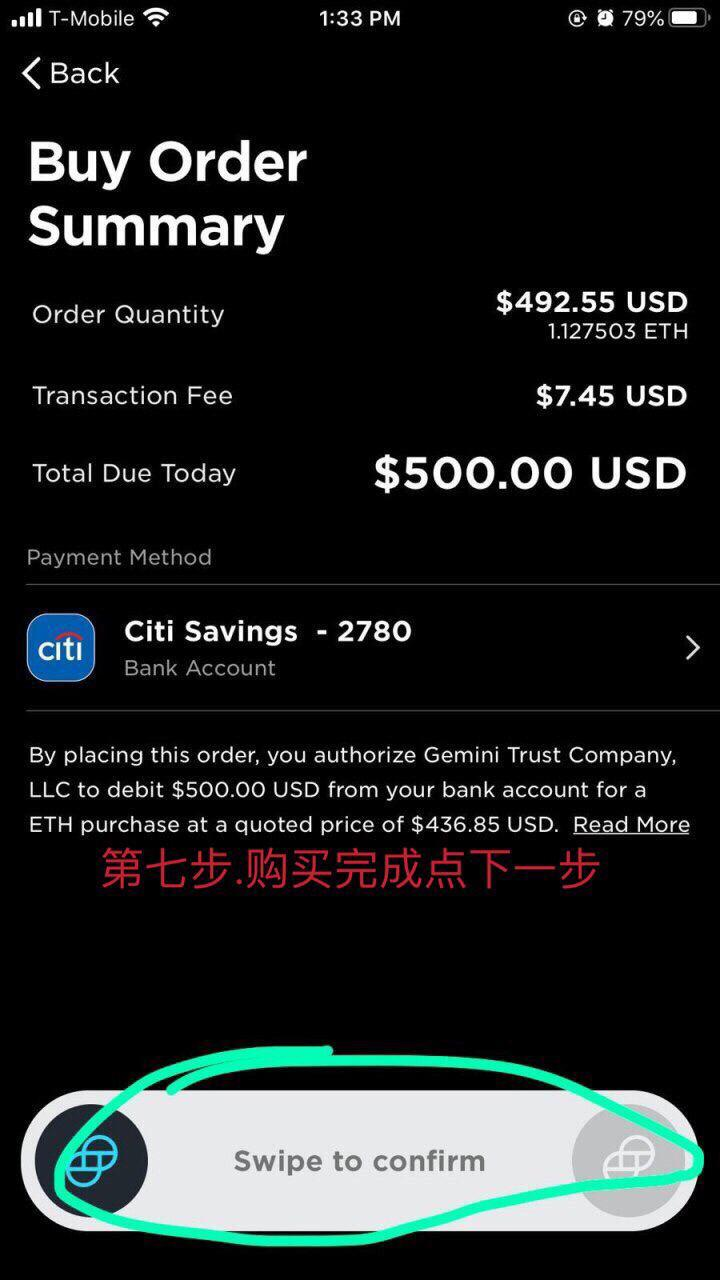 T-Mobile 1:33 PM 79%
Back
Buy Order
Summary
Order Quantity $492.55 USD
1.127503 ETH
Transaction Fee $7.45 USD
Total Due Today $500.00 USD
Payment Method
citi Citi Savings - 2780
Bank Account
By placing this order, you authorize Gemini Trust Company,
LLC to debit $500.00 USD from your bank account for a
ETH purchase at a quoted price of $436.85 USD. Read More
第七步.购买完成点下一步
Swipe to confirm